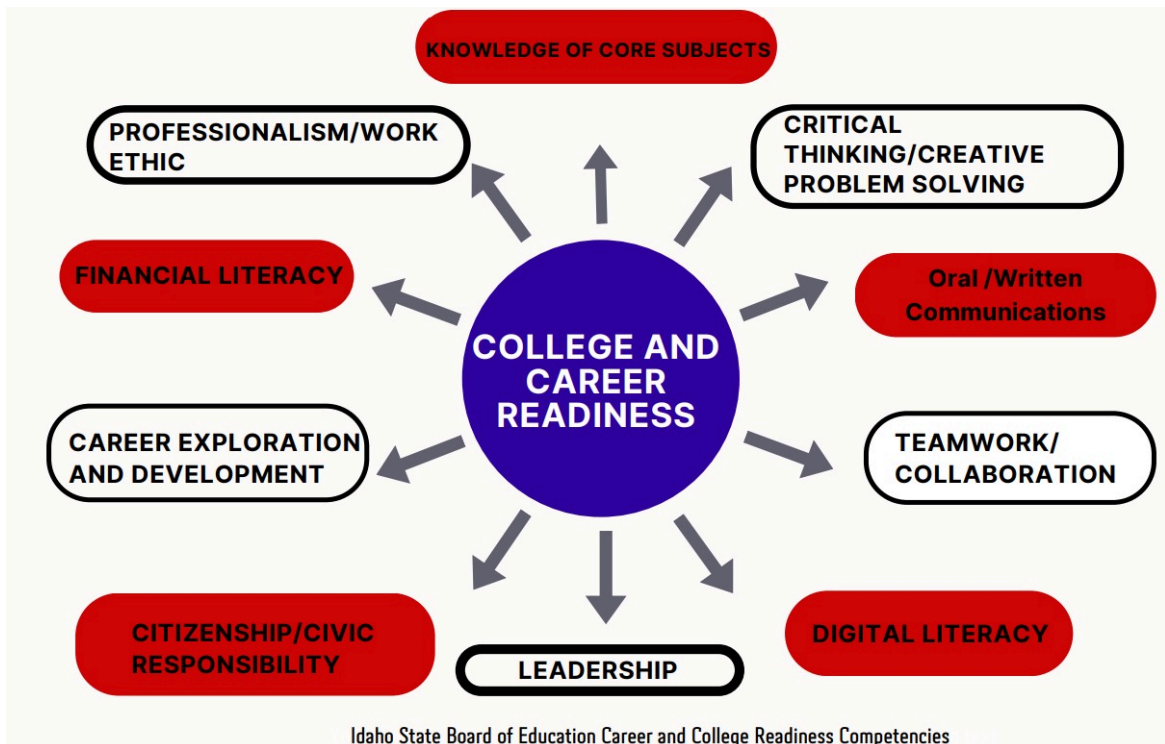 KNOWLEDGE OF CORE SUBJECTS
PROFESSIONALISM/WORK
ETHIC
CRITICAL
THINKING/CREATIVE
PROBLEM SOLVING
FINANCIAL LITERACY
Oral /Written
Communications
COLLEGE AND
CAREER
READINESS
CAREER EXPLORATION
AND DEVELOPMENT
TEAMWORK/
COLLABORATION
CITIZENSHIP/CIVIC
RESPONSIBILITY
DIGITAL LITERACY
LEADERSHIP
Idaho State Board of Education Career and College Readiness Competencies